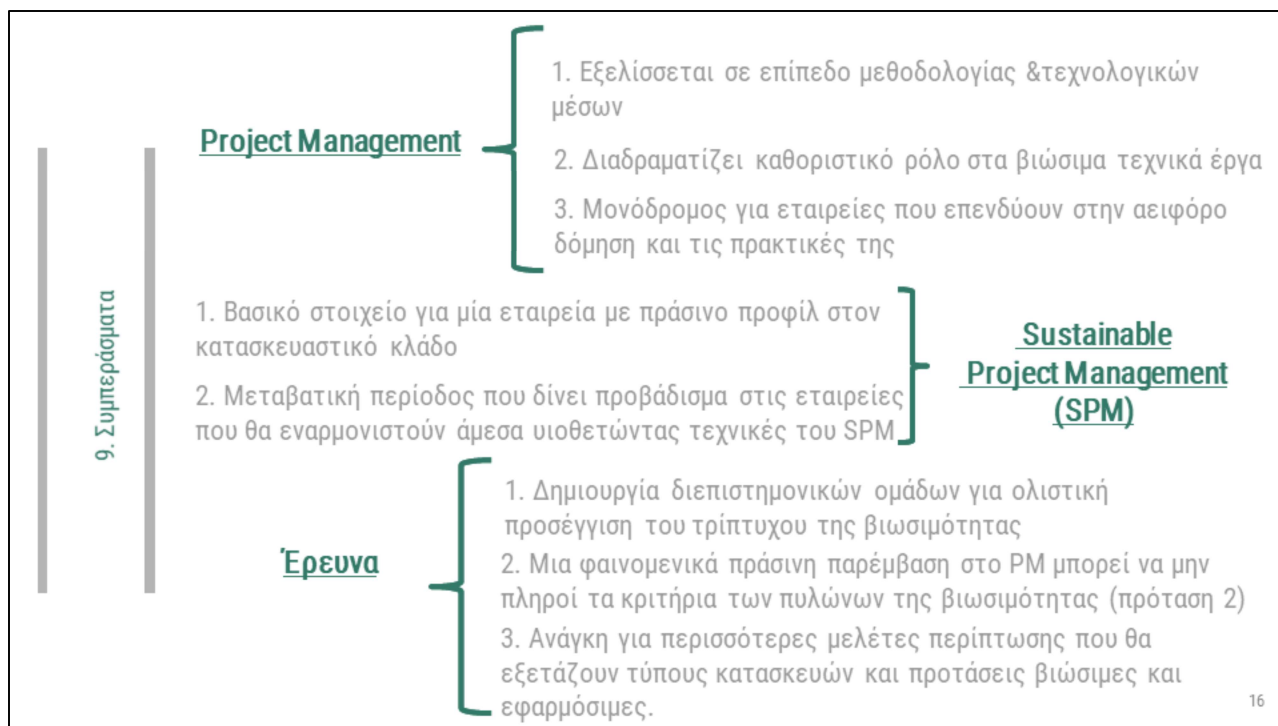 9. Συμπεράσματα
Project Management
1. Εξελίσσεται σε επίπεδο μεθοδολογίας &τεχνολογικών
μέσων
2. Διαδραματίζει καθοριστικό ρόλο στα βιώσιμα τεχνικά έργα
3. Μονόδρομος για εταιρείες που επενδύουν στην αειφόρο
δόμηση και τις πρακτικές της
1. Βασικό στοιχείο για μία εταιρεία με πράσινο προφίλ στον
κατασκευαστικό κλάδο
2. Μεταβατική περίοδος που δίνει προβάδισμα στις εταιρείες
που θα εναρμονιστούν άμεσα υιοθετώντας τεχνικές του SPM
Sustainable
Project Management
(SPM)
Έρευνα
1. Δημιουργία διεπιστημονικών ομάδων για ολιστική
προσέγγιση του τρίπτυχου της βιωσιμότητας
2. Μια φαινομενικά πράσινη παρέμβαση στο PM μπορεί να μην
πληροί τα κριτήρια των πυλώνων της βιωσιμότητας (πρόταση 2)
3. Ανάγκη για περισσότερες μελέτες περίπτωσης που θα
εξετάζουν τύπους κατασκευών και προτάσεις βιώσιμες και
εφαρμόσιμες.
16